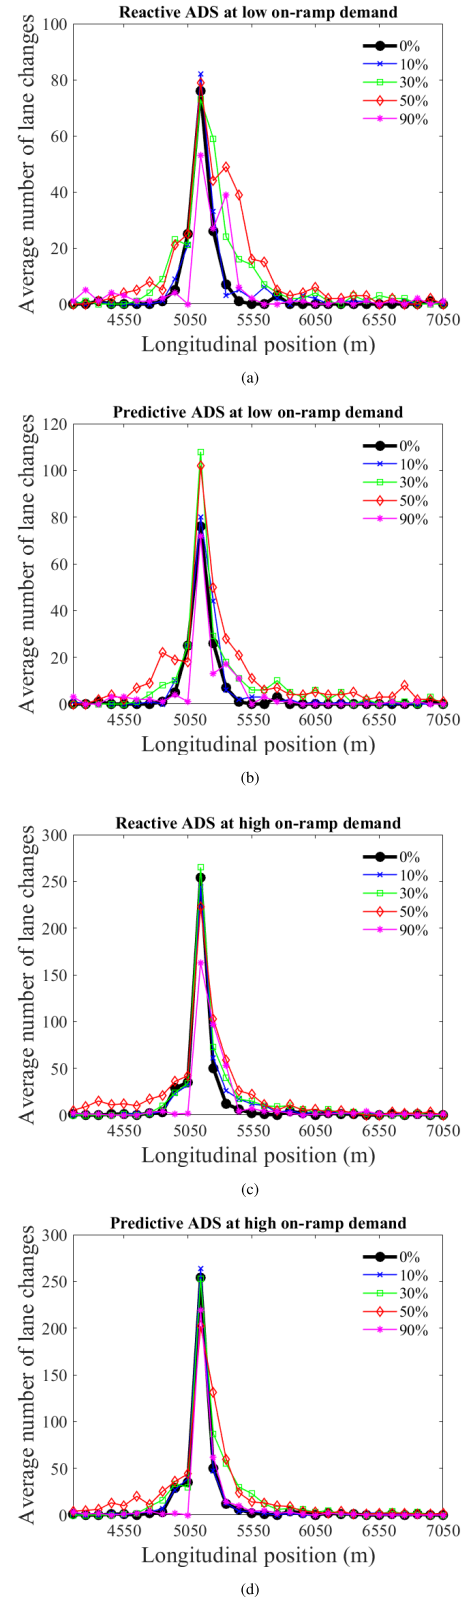 Reactive ADS at low on-ramp demand
100
80
60
40
20
0
Average number of lane changes
0%
10%
30%
50%
90%
4550 5050 5550 6050 6550 7050
Longitudinal position (m)
(a)
Predictive ADS at low on-ramp demand
120
100
80
60
40
20
0
Average number of lane changes
0%
10%
30%
50%
90%
4550 5050 5550 6050 6550 7050
Longitudinal position (m)
(b)
Reactive ADS at high on-ramp demand
300
250
200
150
100
50
0
Average number of lane changes
0%
10%
30%
50%
90%
4550 5050 5550 6050 6550 7050
Longitudinal position (m)
(c)
Predictive ADS at high on-ramp demand
300
250
200
150
100
50
0
Average number of lane changes
0%
10%
30%
50%
90%
4550 5050 5550 6050 6550 7050
Longitudinal position (m)
(d)